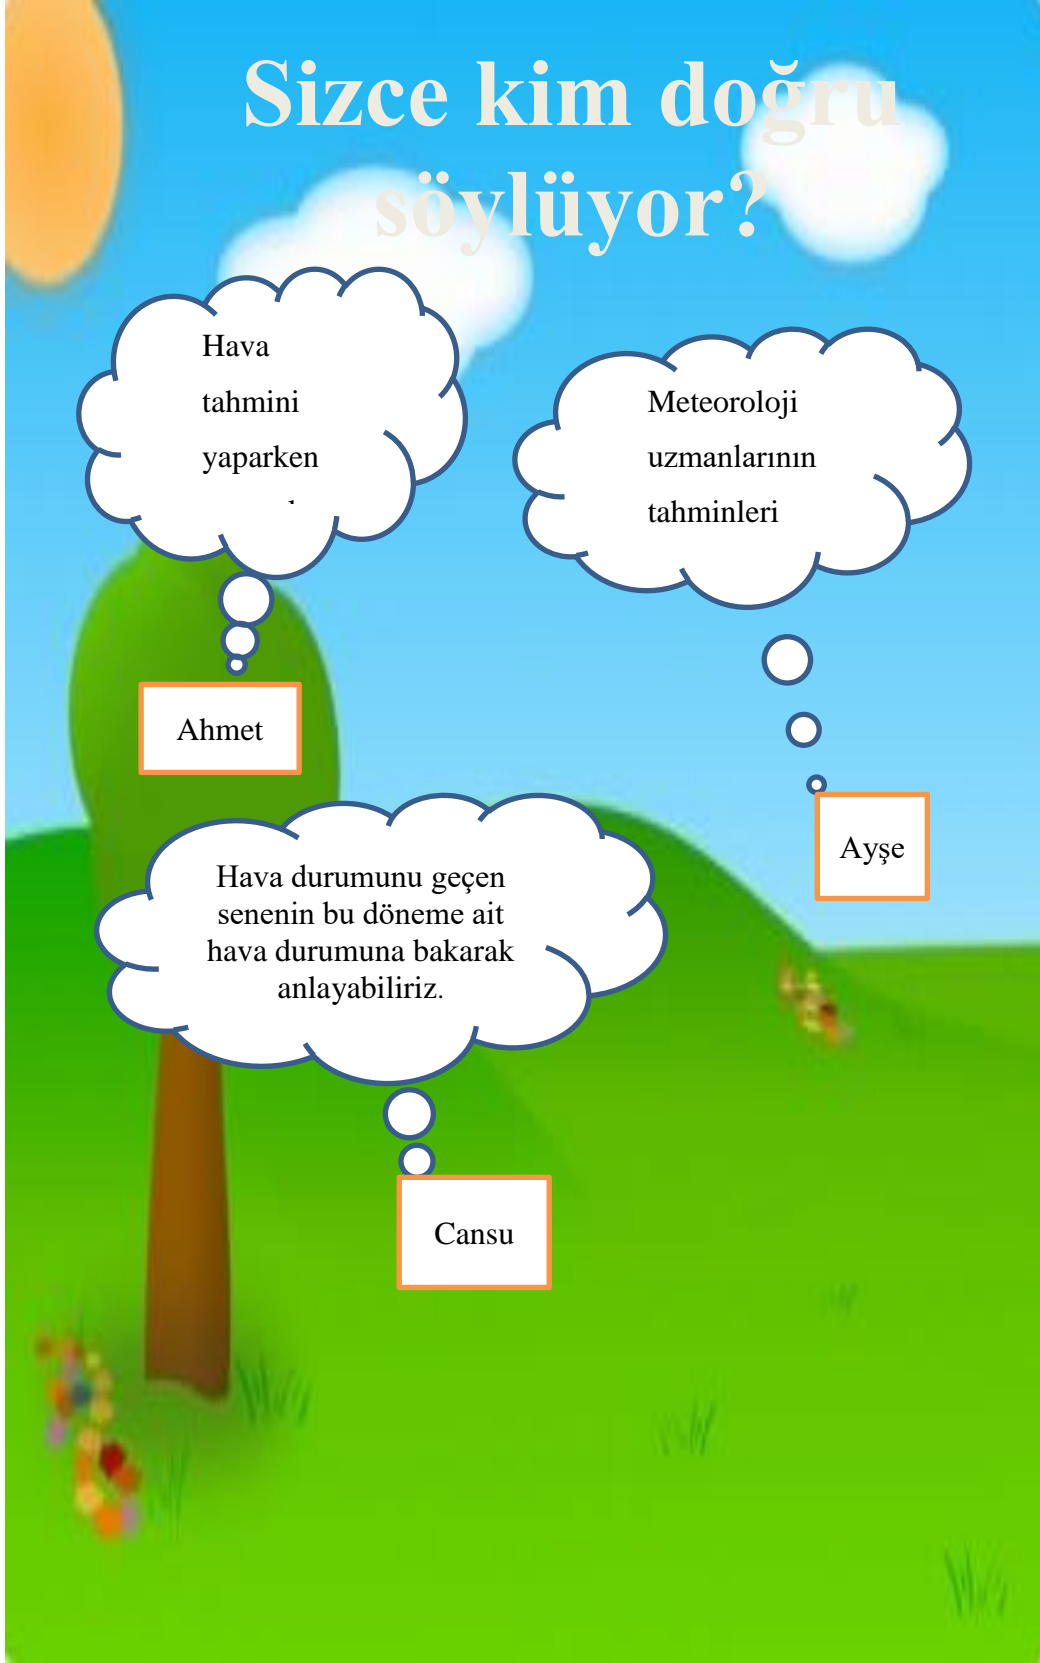 Sizce kim doğru
söylüyor?
Hava
tahmini
yaparken
Meteoroloji
uzmanlarının
tahminleri
Ahmet
Ayşe
Hava durumunu geçen
senenin bu döneme ait
hava durumuna bakarak
anlayabiliriz.
Cansu